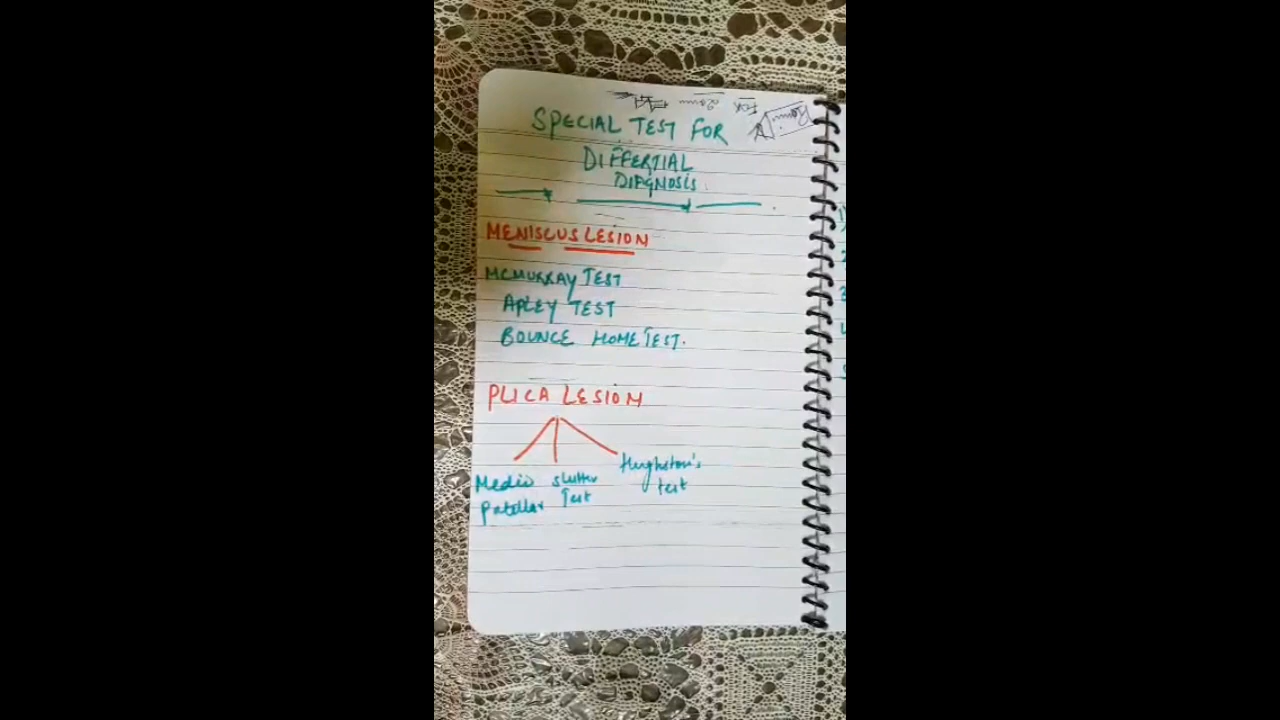 SPECIAL TEST FOR
DIFFERTIAL
DIAGNOSIS
MENISCUS LESION
MCMURRAY TEST
APLEY TEST
BOUNCE HOME TEST.
PLICA LESION
Medio
Patellar
Stutter
Test
Hughston's
test